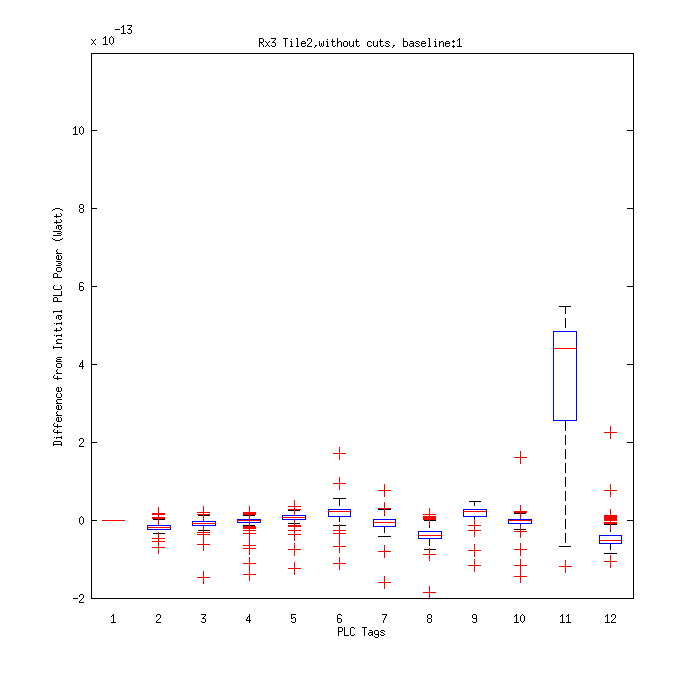 x 10^-13
Rx3 Tile2,without cuts, baseline:1
Difference from Initial PLC Power (Watt)
10
8
6
4
2
0
-2
1 2 3 4 5 6 7 8 9 10 11 12
PLC Tags